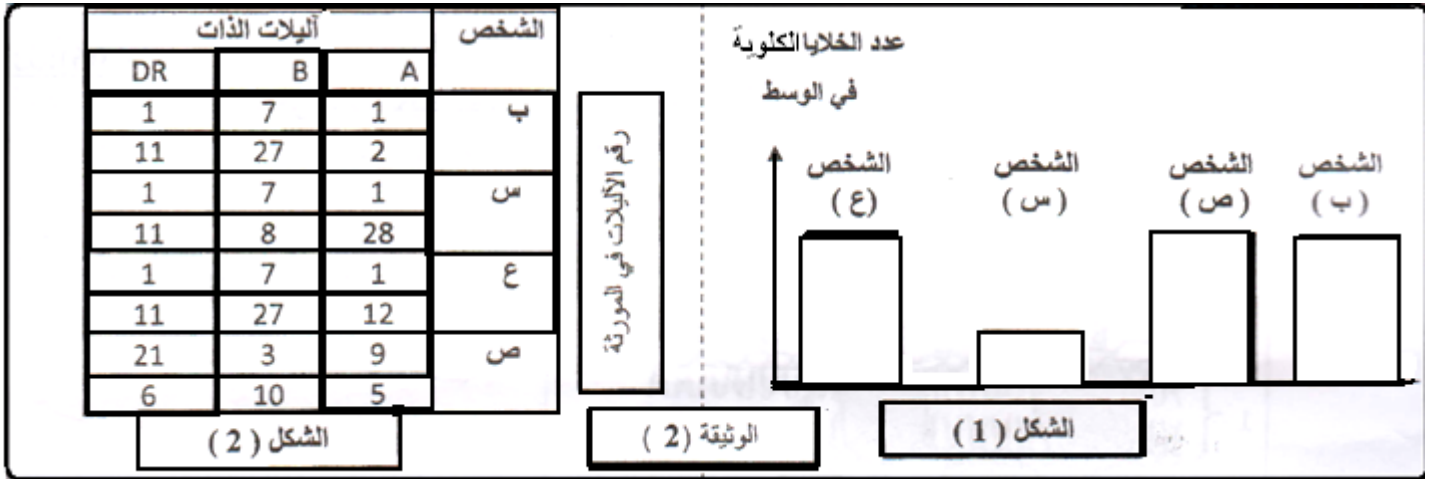 عدد الخلايا الكلوية
في الوسط
الشخص الشخص الشخص الشخص
( ب ) ( ص ) ( س ) ( ع )
الشكل ( 1 )
رقم الأليلات في المورثة
الوثيقة ( 2 )
الشخص آليلات الذات
A B DR
ب 1 7 1
2 27 11
س 1 7 1
28 8 11
ع 1 7 1
12 27 11
ص 9 3 21
5 10 6
الشكل ( 2 )